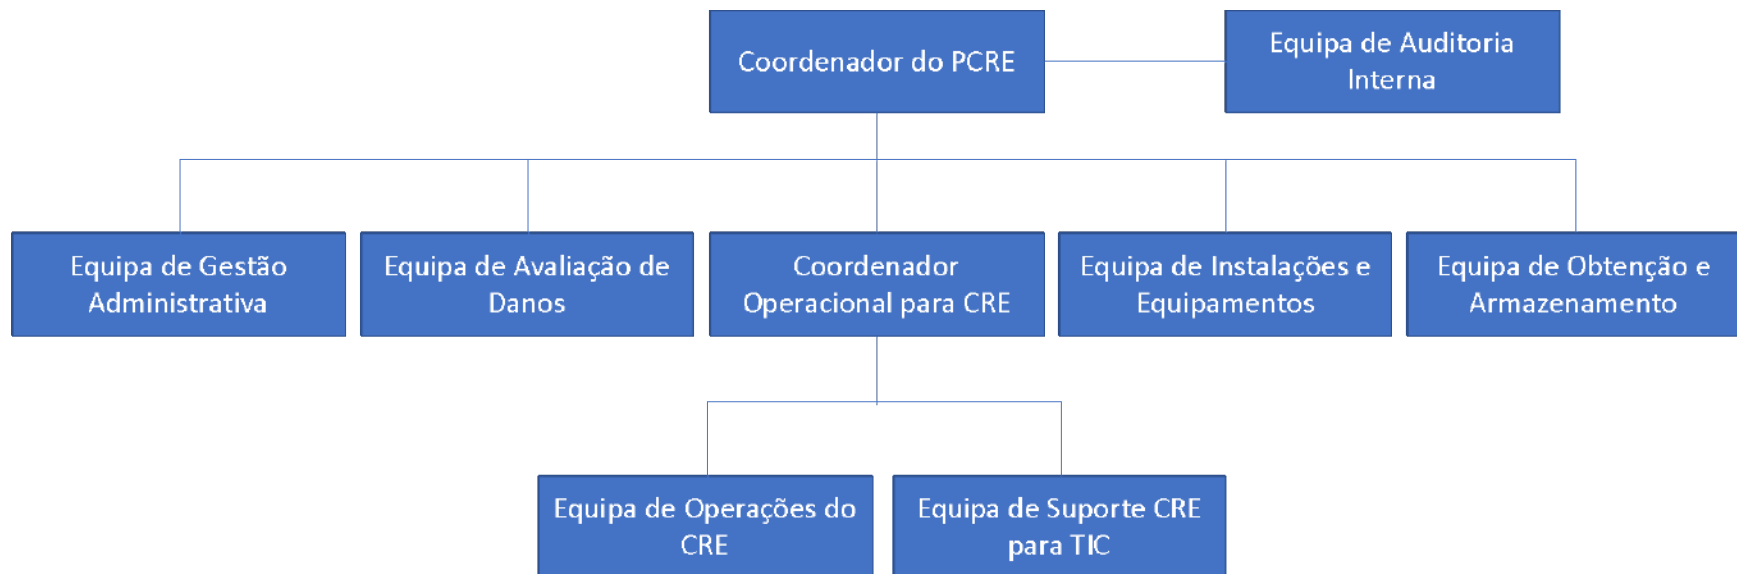 Coordenador do PCRE
Equipa de Auditoria
Interna
Equipa de Gestão
Administrativa
Equipa de Avaliação de
Danos
Coordenador
Operacional para CRE
Equipa de Instalações e
Equipamentos
Equipa de Obtenção e
Armazenamento
Equipa de Operações do
CRE
Equipa de Suporte CRE
para TIC